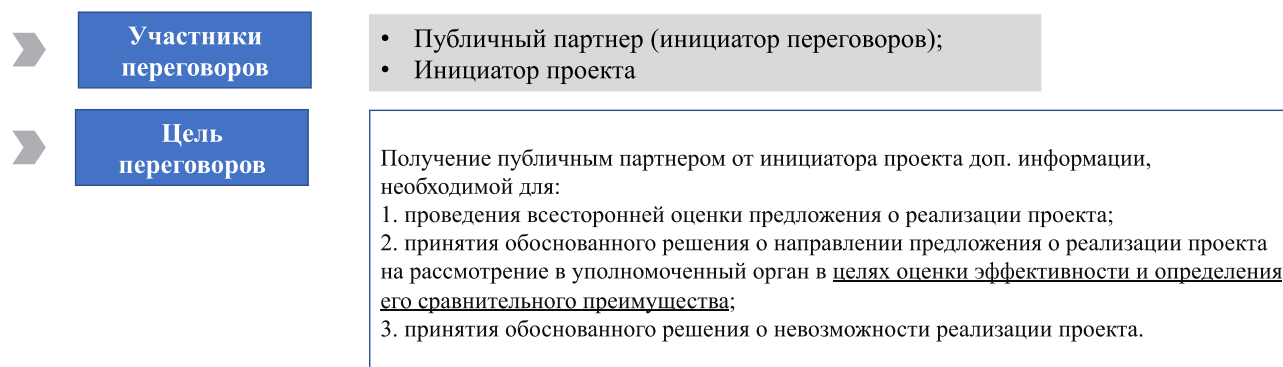 Участники
переговоров
• Публичный партнер (инициатор переговоров);
• Инициатор проекта
Цель
переговоров
Получение публичным партнером от инициатора проекта доп. информации,
необходимой для:
1. проведения всесторонней оценки предложения о реализации проекта;
2. принятия обоснованного решения о направлении предложения о реализации проекта
на рассмотрение в уполномоченный орган в целях оценки эффективности и определения
его сравнительного преимущества;
3. принятия обоснованного решения о невозможности реализации проекта.